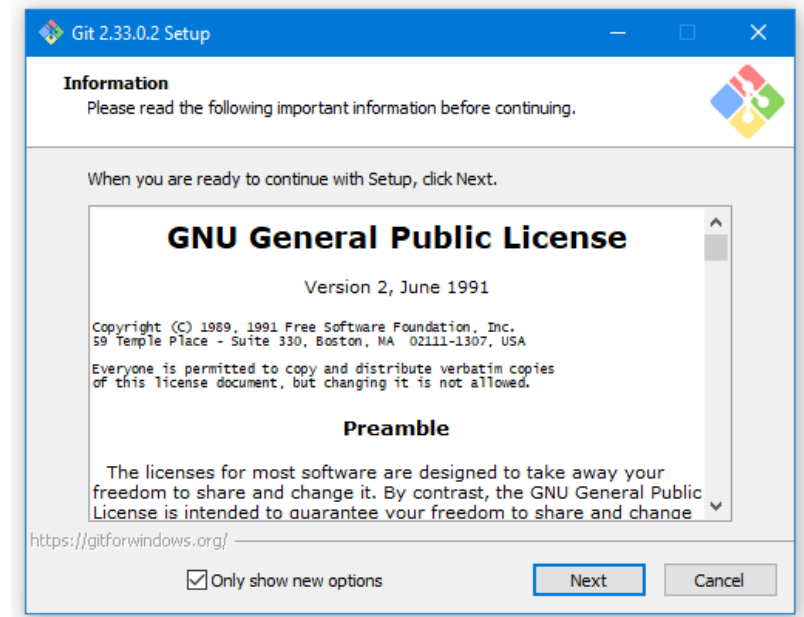 Git 2.33.0.2 Setup
Information
Please read the following important information before continuing.
When you are ready to continue with Setup, click Next.
GNU General Public License
Version 2, June 1991
Copyright (C) 1989, 1991 Free Software Foundation, Inc.
59 Temple Place - Suite 330, Boston, MA 02111-1307, USA
Everyone is permitted to copy and distribute verbatim copies
of this license document, but changing it is not allowed.
Preamble
The licenses for most software are designed to take away your
freedom to share and change it. By contrast, the GNU General Public
License is intended to guarantee your freedom to share and change
https://gitforwindows.org/
Only show new options
Next
Cancel